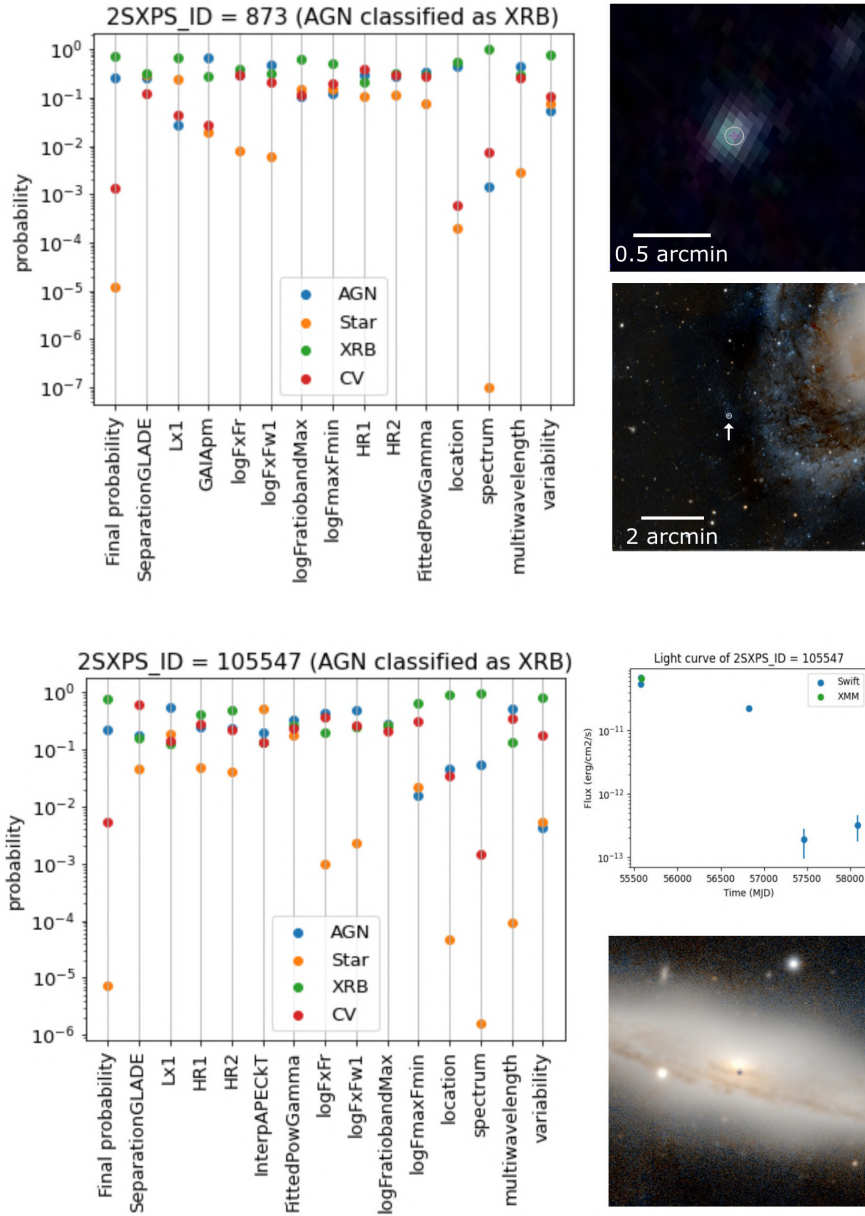 2SXPS_ID = 873 (AGN classified as XRB)
probability
10^0
10^-1
10^-2
10^-3
10^-4
10^-5
10^-6
10^-7
AGN
Star
XRB
CV
Final probability
SeparationGLADE
Lx1
GAIApm
logFxFr
logFxFw1
logFratiobandMax
logFmaxFmin
HR1
HR2
FittedPowGamma
location
spectrum
multiwavelength
variability
0.5 arcmin
2 arcmin
2SXPS_ID = 105547 (AGN classified as XRB)
probability
10^0
10^-1
10^-2
10^-3
10^-4
10^-5
10^-6
AGN
Star
XRB
CV
Final probability
SeparationGLADE
Lx1
HR1
HR2
InterpAPECkT
FittedPowGamma
logFxFr
logFxFw1
logFratiobandMax
logFmaxFmin
location
spectrum
multiwavelength
variability
Light curve of 2SXPS_ID = 105547
Swift
XMM
Flux (erg/cm2/s)
10^-11
10^-12
10^-13
55500 56000 56500 57000 57500 58000
Time (MJD)